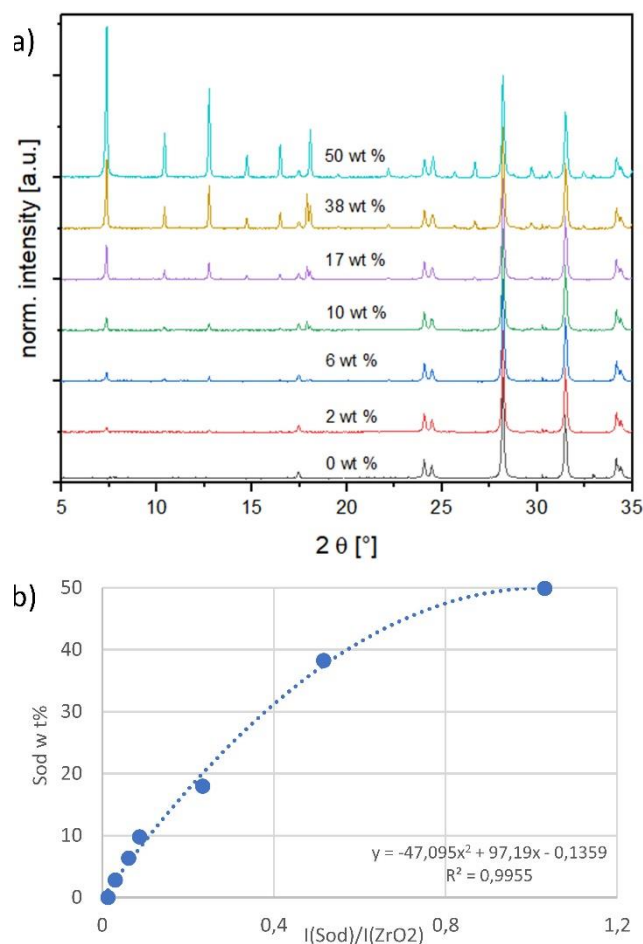 a)
norm. intensity [a.u.]
50 wt %
38 wt %
17 wt %
10 wt %
6 wt %
2 wt %
0 wt %
5 10 15 20 25 30 35
2 θ [°]
b)
Sod w t%
50
40
30
20
10
0
y = -47,095x² + 97,19x - 0,1359
R² = 0,9955
0 0,4 0,8 1,2
I(Sod)/I(ZrO2)